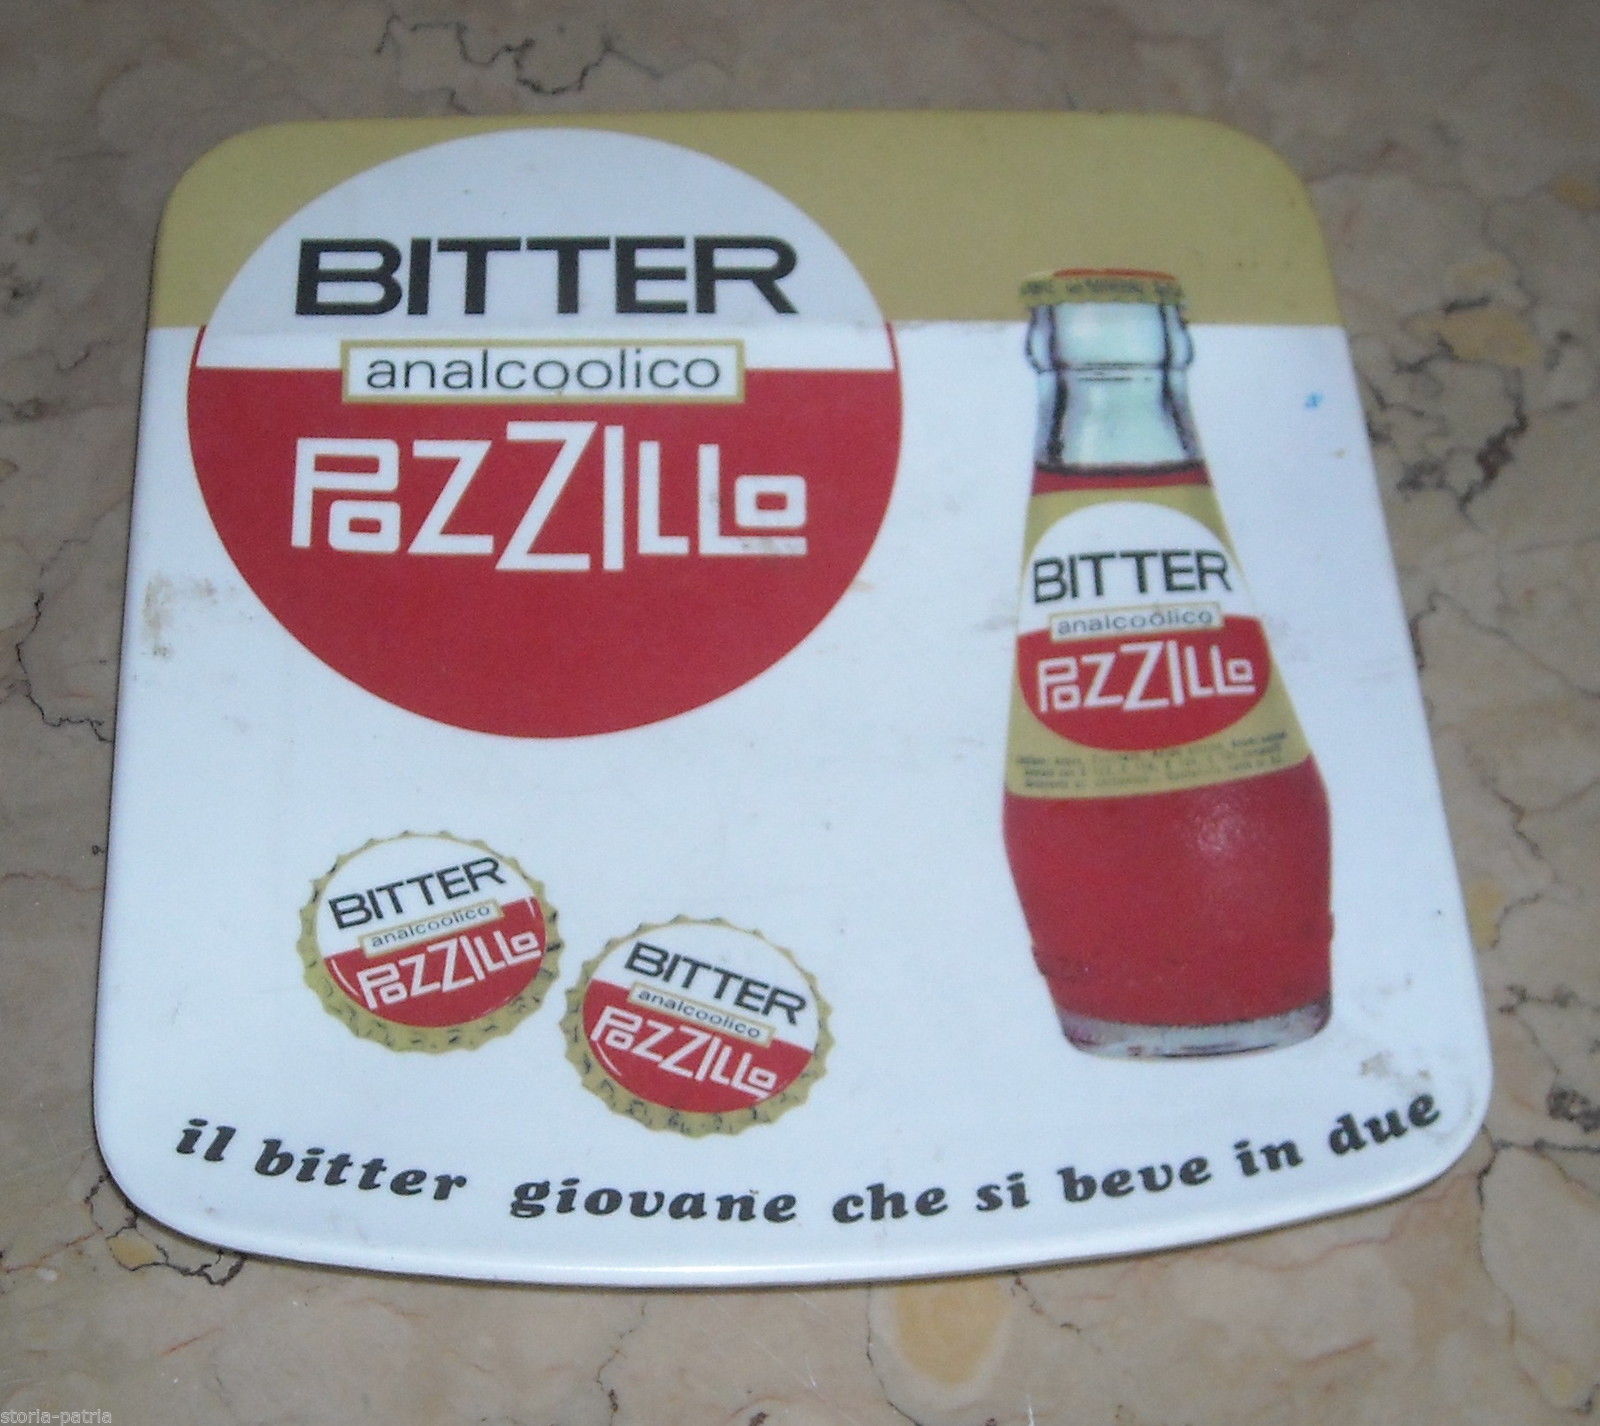 BITTER
analcoolico
POZZILLO
BITTER
analcoolico
POZZILLO
BITTER
analcoolico
POZZILLO
BITTER
analcoolico
POZZILLO
il bitter giovane che si beve in due
storia-patria